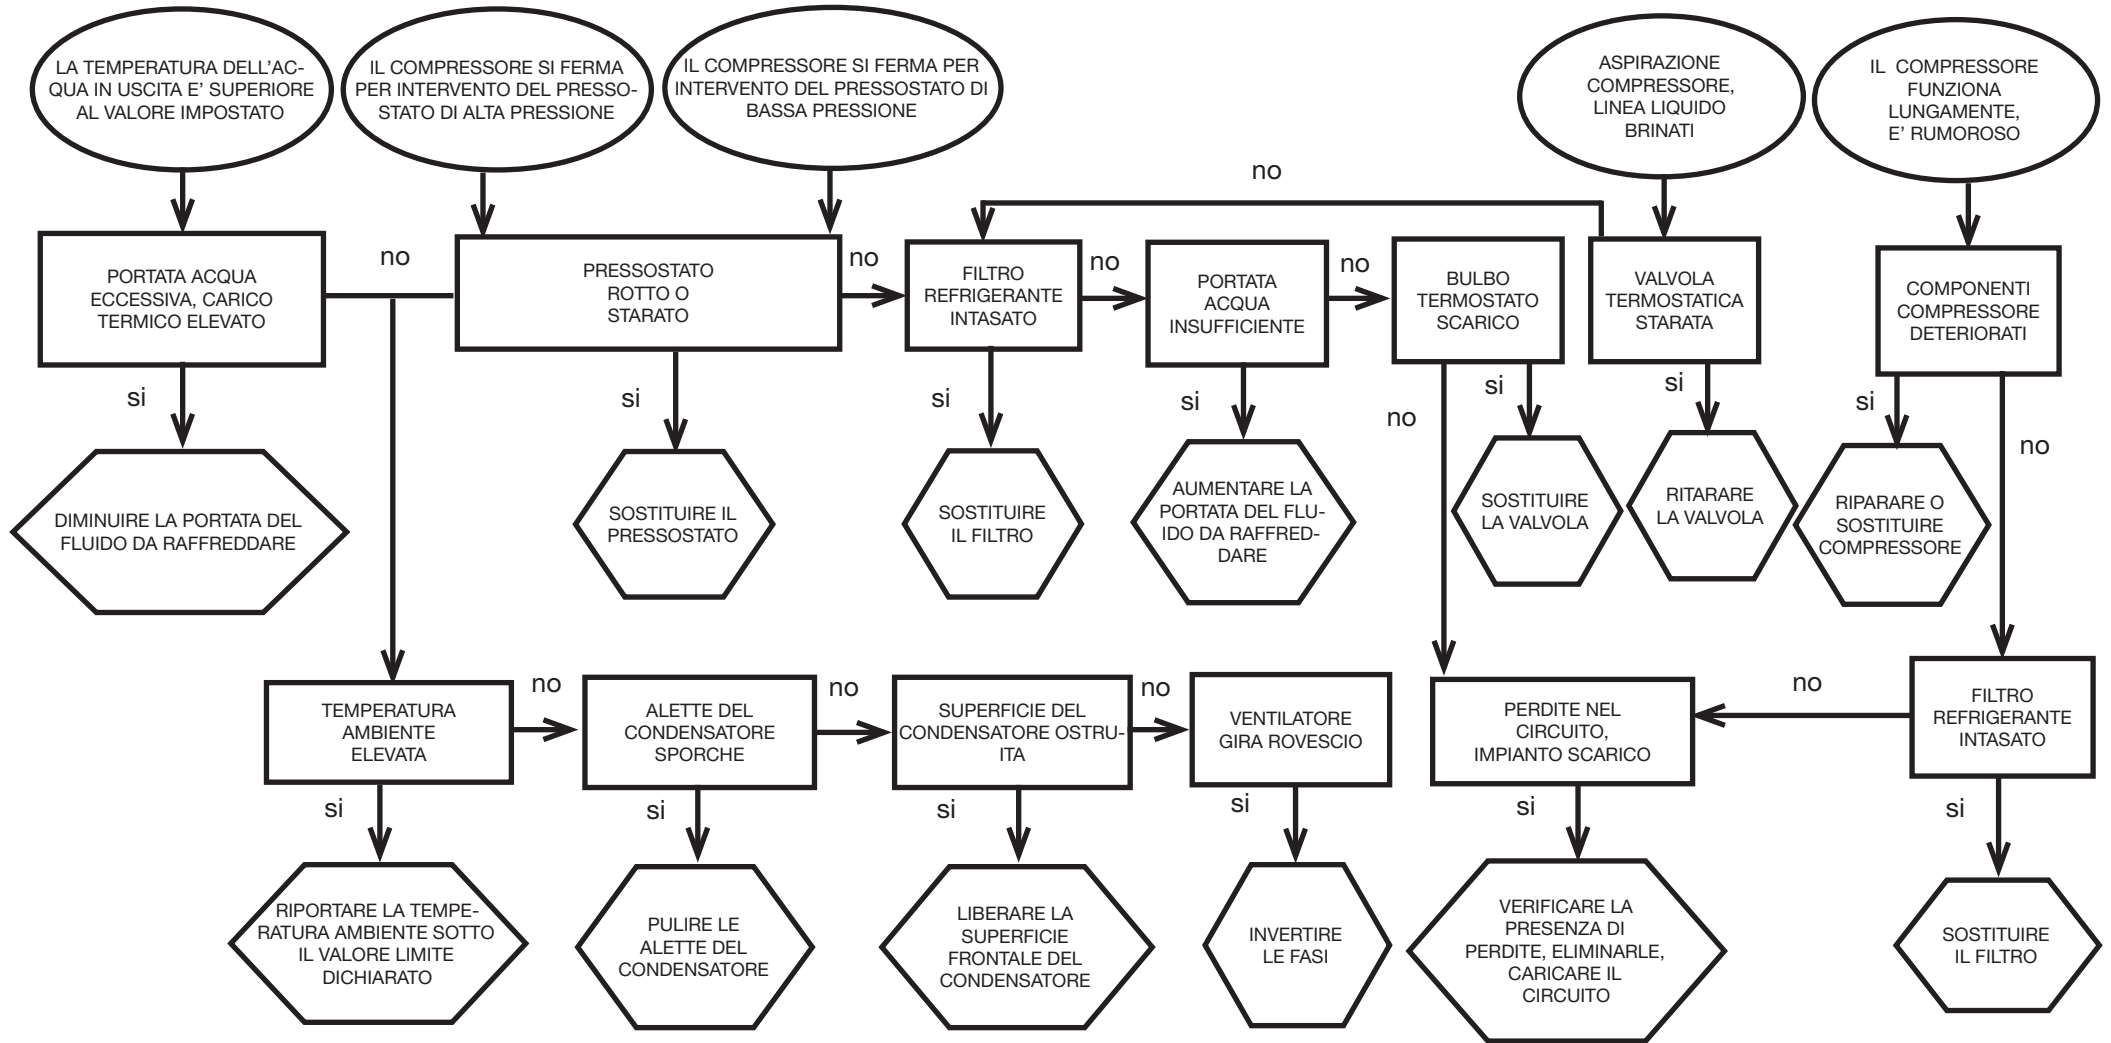 LA TEMPERATURA DELL'AC-
QUA IN USCITA E' SUPERIORE
AL VALORE IMPOSTATO
IL COMPRESSORE SI FERMA
PER INTERVENTO DEL PRESSO-
STATO DI ALTA PRESSIONE
IL COMPRESSORE SI FERMA PER
INTERVENTO DEL PRESSOSTATO DI
BASSA PRESSIONE
ASPIRAZIONE
COMPRESSORE,
LINEA LIQUIDO
BRINATI
IL COMPRESSORE
FUNZIONA
LUNGAMENTE,
E' RUMOROSO
no
PORTATA ACQUA
ECCESSIVA, CARICO
TERMICO ELEVATO
no
PRESSOSTATO
ROTTO O
STARATO
no
FILTRO
REFRIGERANTE
INTASATO
no
PORTATA
ACQUA
INSUFFICIENTE
no
BULBO
TERMOSTATO
SCARICO
VALVOLA
TERMOSTATICA
STARATA
COMPONENTI
COMPRESSORE
DETERIORATI
si
si
si
si
no
si
si
si
no
DIMINUIRE LA PORTATA DEL
FLUIDO DA RAFFREDDARE
SOSTITUIRE IL
PRESSOSTATO
SOSTITUIRE
IL FILTRO
AUMENTARE LA
PORTATA DEL FLU-
IDO DA RAFFRED-
DARE
SOSTITUIRE
LA VALVOLA
RITARARE
LA VALVOLA
RIPARARE O
SOSTITUIRE
COMPRESSORE
TEMPERATURA
AMBIENTE
ELEVATA
no
ALETTE DEL
CONDENSATORE
SPORCHE
no
SUPERFICIE DEL
CONDENSATORE OSTRU-
ITA
no
VENTILATORE
GIRA ROVESCIO
PERDITE NEL
CIRCUITO,
IMPIANTO SCARICO
no
FILTRO
REFRIGERANTE
INTASATO
si
si
si
si
si
si
RIPORTARE LA TEMPE-
RATURA AMBIENTE SOTTO
IL VALORE LIMITE
DICHIARATO
PULIRE LE
ALETTE DEL
CONDENSATORE
LIBERARE LA
SUPERFICIE
FRONTALE DEL
CONDENSATORE
INVERTIRE
LE FASI
VERIFICARE LA
PRESENZA DI
PERDITE, ELIMINARLE,
CARICARE IL
CIRCUITO
SOSTITUIRE
IL FILTRO